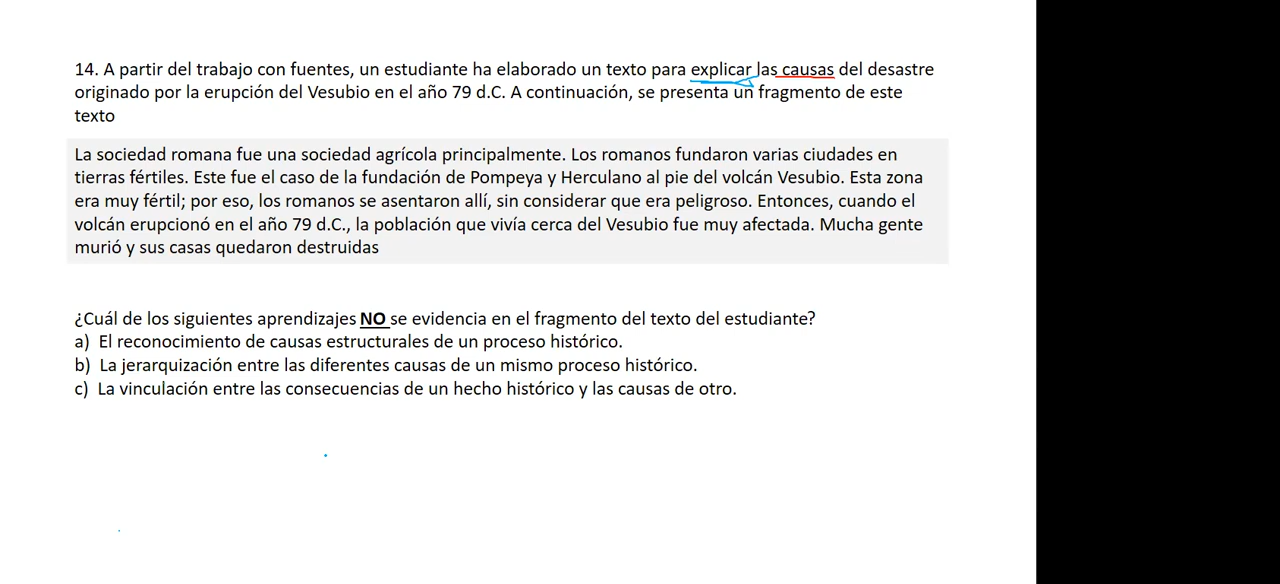 14. A partir del trabajo con fuentes, un estudiante ha elaborado un texto para explicar las causas del desastre
originado por la erupción del Vesubio en el año 79 d.C. A continuación, se presenta un fragmento de este
texto
La sociedad romana fue una sociedad agrícola principalmente. Los romanos fundaron varias ciudades en
tierras fértiles. Este fue el caso de la fundación de Pompeya y Herculano al pie del volcán Vesubio. Esta zona
era muy fértil; por eso, los romanos se asentaron allí, sin considerar que era peligroso. Entonces, cuando el
volcán erupcionó en el año 79 d.C., la población que vivía cerca del Vesubio fue muy afectada. Mucha gente
murió y sus casas quedaron destruidas
¿Cuál de los siguientes aprendizajes NO se evidencia en el fragmento del texto del estudiante?
a) El reconocimiento de causas estructurales de un proceso histórico.
b) La jerarquización entre las diferentes causas de un mismo proceso histórico.
c) La vinculación entre las consecuencias de un hecho histórico y las causas de otro.